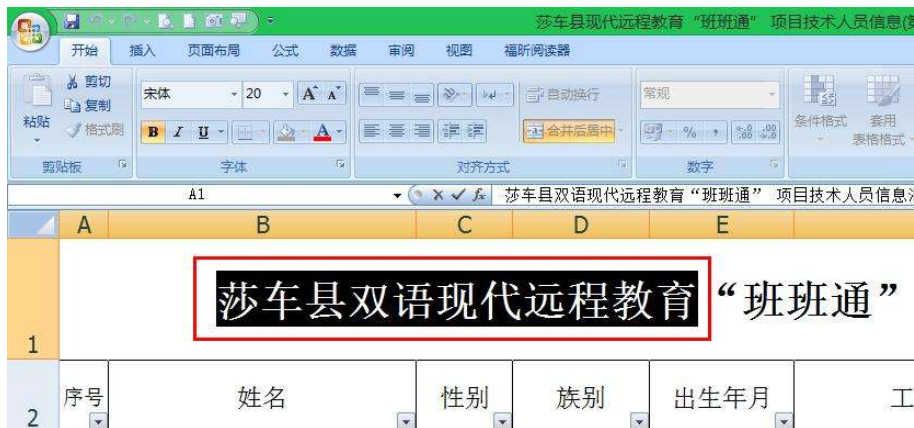 莎车县现代远程教育“班班通” 项目技术人员信息(
开始 插入 页面布局 公式 数据 审阅 视图 福昕阅读器
剪切
复制
格式刷
粘贴
宋体 20 A A
B I U A
自动换行
合并后居中
常规
% ,
条件格式
套用
表格格式
剪贴板 字体 对齐方式 数字
A1 fx 莎车县双语现代远程教育“班班通” 项目技术人员信息
A B C D E
1 莎车县双语现代远程教育“班班通”
2 序号 姓名 性别 族别 出生年月 工